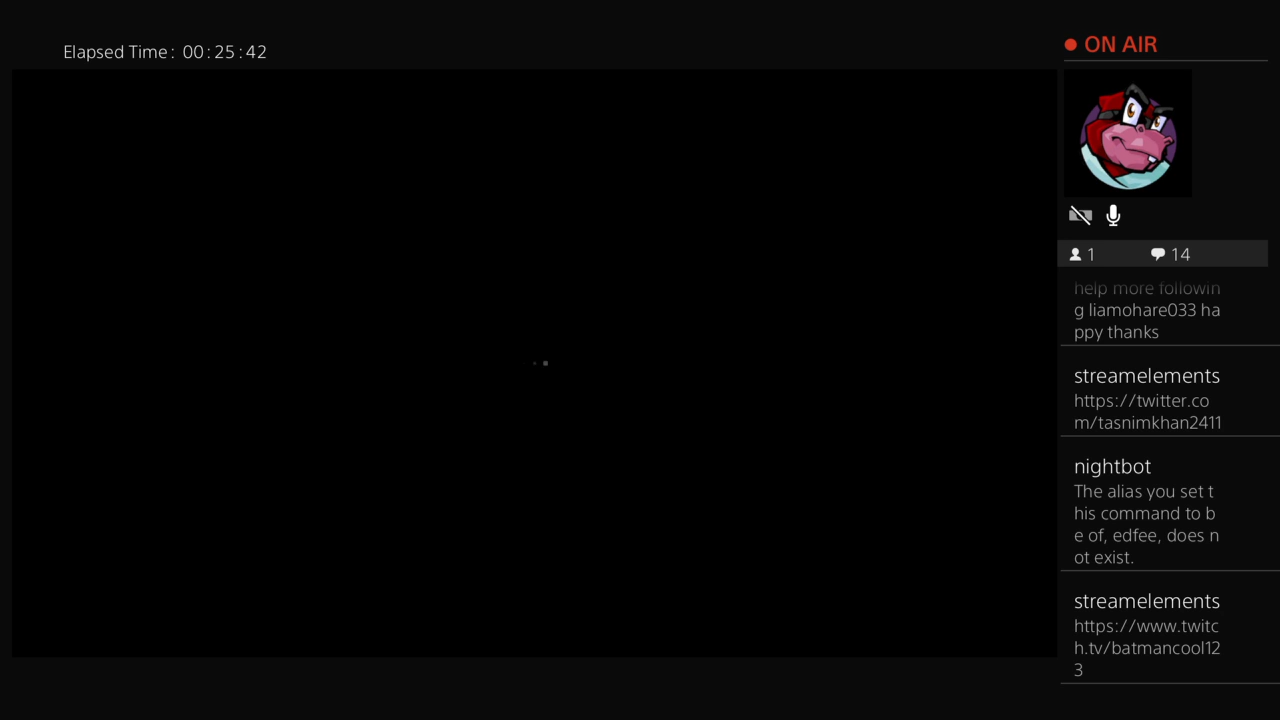 Elapsed Time: 00:25:42
ON AIR
1
14
help more followin
g liamohare033 ha
ppy thanks
streamelements
https://twitter.co
m/tasnimkhan2411
nightbot
The alias you set t
his command to b
e of, edfee, does n
ot exist.
streamelements
https://www.twitc
h.tv/batmancool12
3